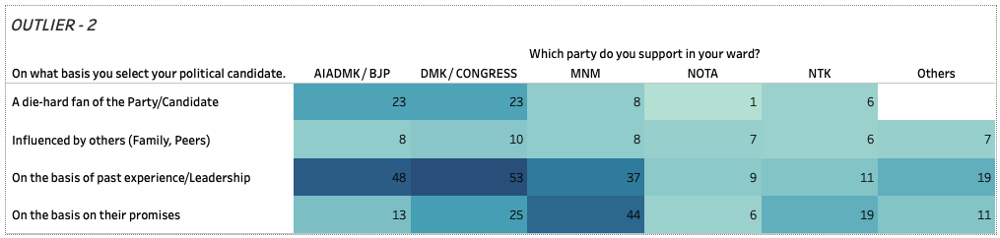 OUTLIER - 2
Which party do you support in your ward?
On what basis you select your political candidate. AIADMK / BJP DMK / CONGRESS MNM NOTA NTK Others
A die-hard fan of the Party/Candidate 23 23 8 1 6
Influenced by others (Family, Peers) 8 10 8 7 6 7
On the basis of past experience/Leadership 48 53 37 9 11 19
On the basis on their promises 13 25 44 6 19 11